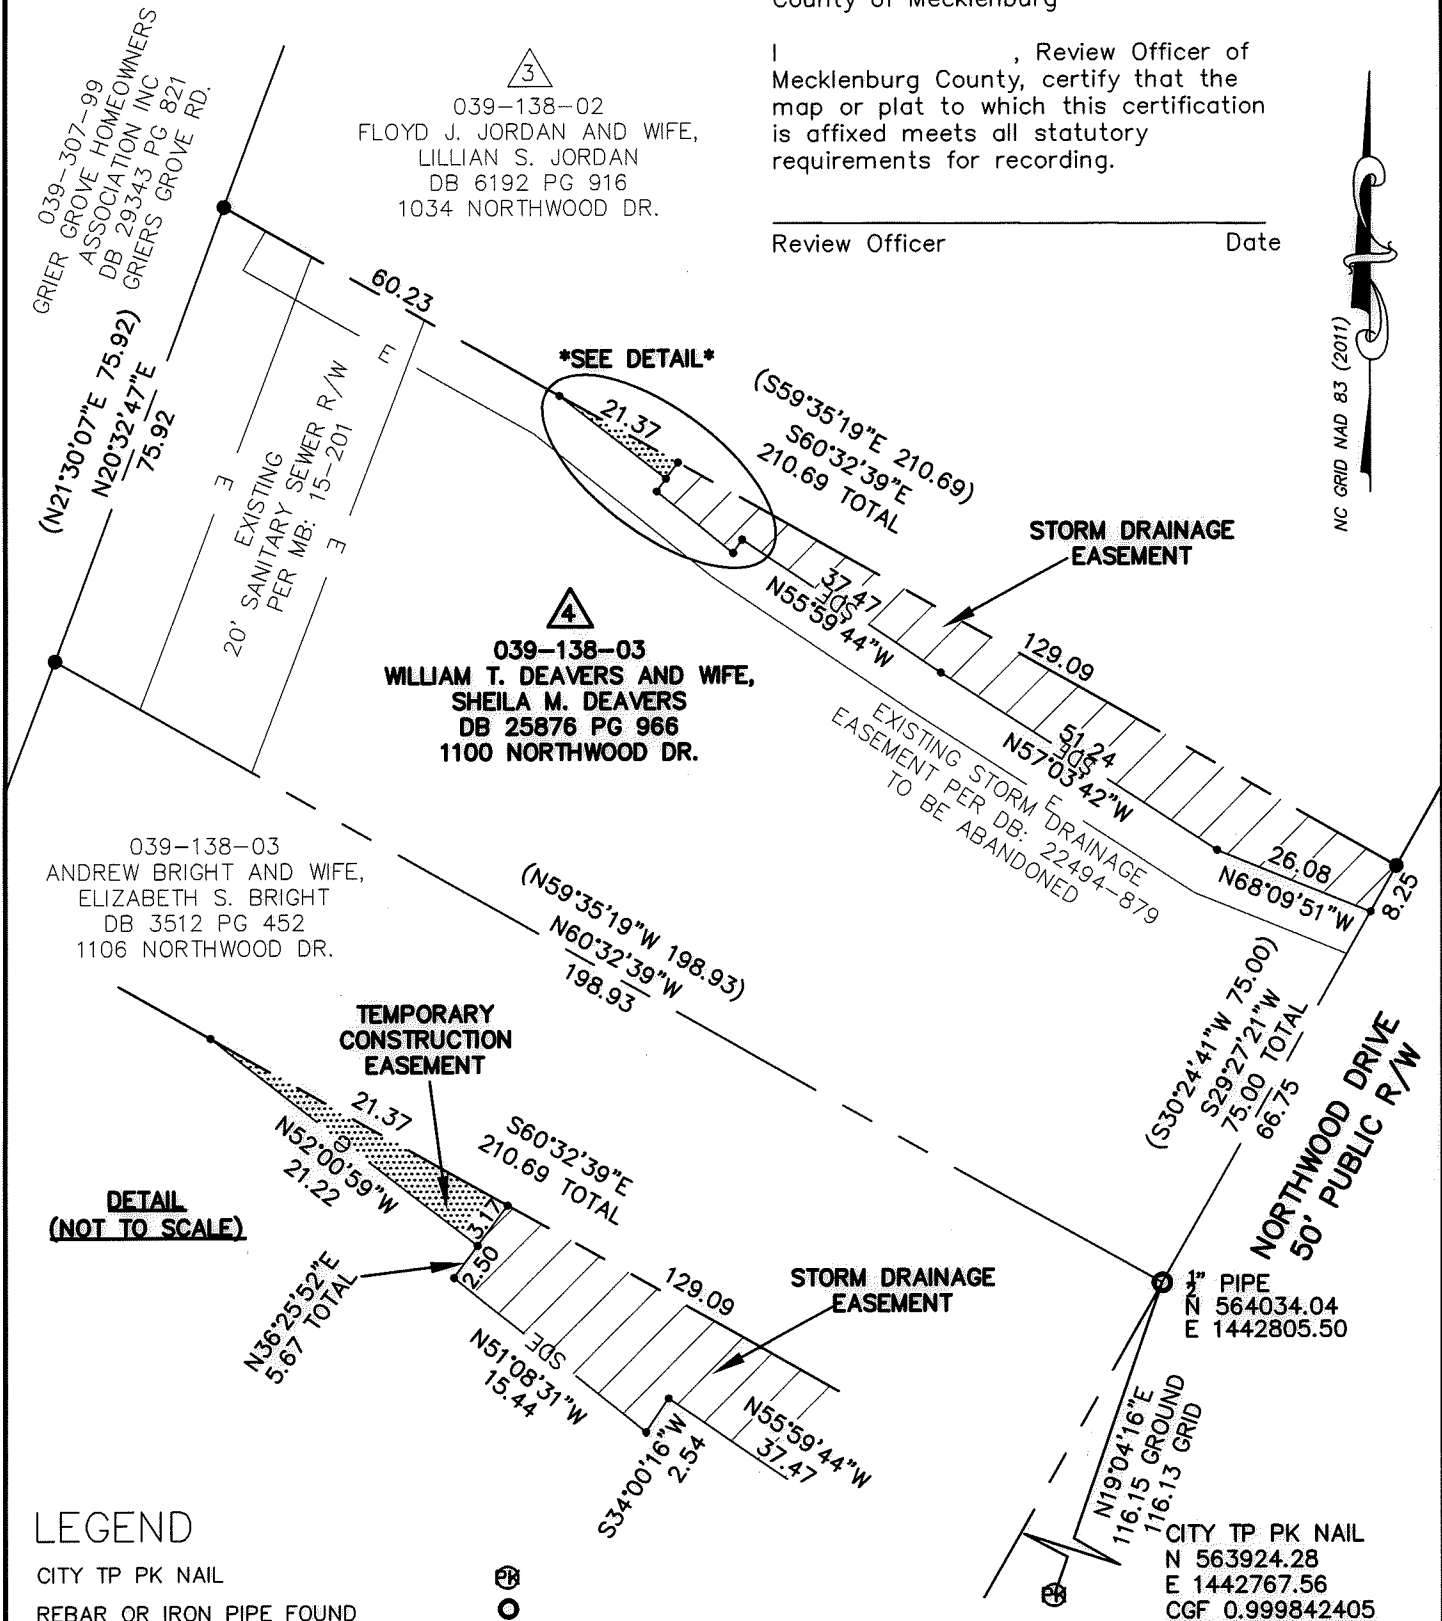 County of Mecklenburg
I , Review Officer of
Mecklenburg County, certify that the
map or plat to which this certification
is affixed meets all statutory
requirements for recording.
Review Officer Date
NC GRID NAD 83 (2011)
039-307-99
GRIER GROVE HOMEOWNERS
ASSOCIATION INC
DB 29343 PG 821
GRIERS GROVE RD.
3
039-138-02
FLOYD J. JORDAN AND WIFE,
LILLIAN S. JORDAN
DB 6192 PG 916
1034 NORTHWOOD DR.
60.23
(N21°30'07"E 75.92)
N20°32'47"E
75.92
E
E
E
EXISTING
20' SANITARY SEWER R/W
PER MB: 15-201
*SEE DETAIL*
21.37
(S59°35'19"E 210.69)
S60°32'39"E
210.69 TOTAL
STORM DRAINAGE
EASEMENT
37.47
SDE
N55°59'44"W
129.09
4
039-138-03
WILLIAM T. DEAVERS AND WIFE,
SHEILA M. DEAVERS
DB 25876 PG 966
1100 NORTHWOOD DR.
51.24
SDE
N57°03'42"W
E
EXISTING STORM DRAINAGE
EASEMENT PER DB: 22494-879
TO BE ABANDONED
26.08
N68°09'51"W
8.25
039-138-03
ANDREW BRIGHT AND WIFE,
ELIZABETH S. BRIGHT
DB 3512 PG 452
1106 NORTHWOOD DR.
(N59°35'19"W 198.93)
N60°32'39"W
198.93
(S30°24'41"W 75.00)
S29°27'21"W
75.00 TOTAL
66.75
NORTHWOOD DRIVE
50' PUBLIC R/W
TEMPORARY
CONSTRUCTION
EASEMENT
21.37
N52°00'59"W
21.22
S60°32'39"E
210.69 TOTAL
DETAIL
(NOT TO SCALE)
3.17
2.50
N36°25'52"E
5.67 TOTAL
129.09
STORM DRAINAGE
EASEMENT
SDE
N51°08'31"W
15.44
S34°00'16"W
2.54
N55°59'44"W
37.47
1/2" PIPE
N 564034.04
E 1442805.50
N19°04'16"E
116.15 GROUND
116.13 GRID
CITY TP PK NAIL
N 563924.28
E 1442767.56
CGF 0.999842405
PK
LEGEND
CITY TP PK NAIL PK
REBAR OR IRON PIPE FOUND